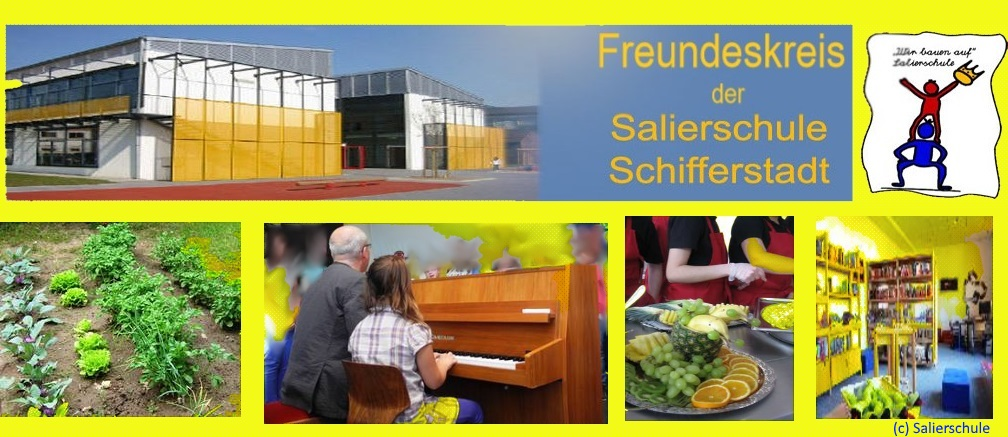 Freundeskreis
der
Salierschule
Schifferstadt
„Wir bauen auf“
Salierschule
(c) Salierschule